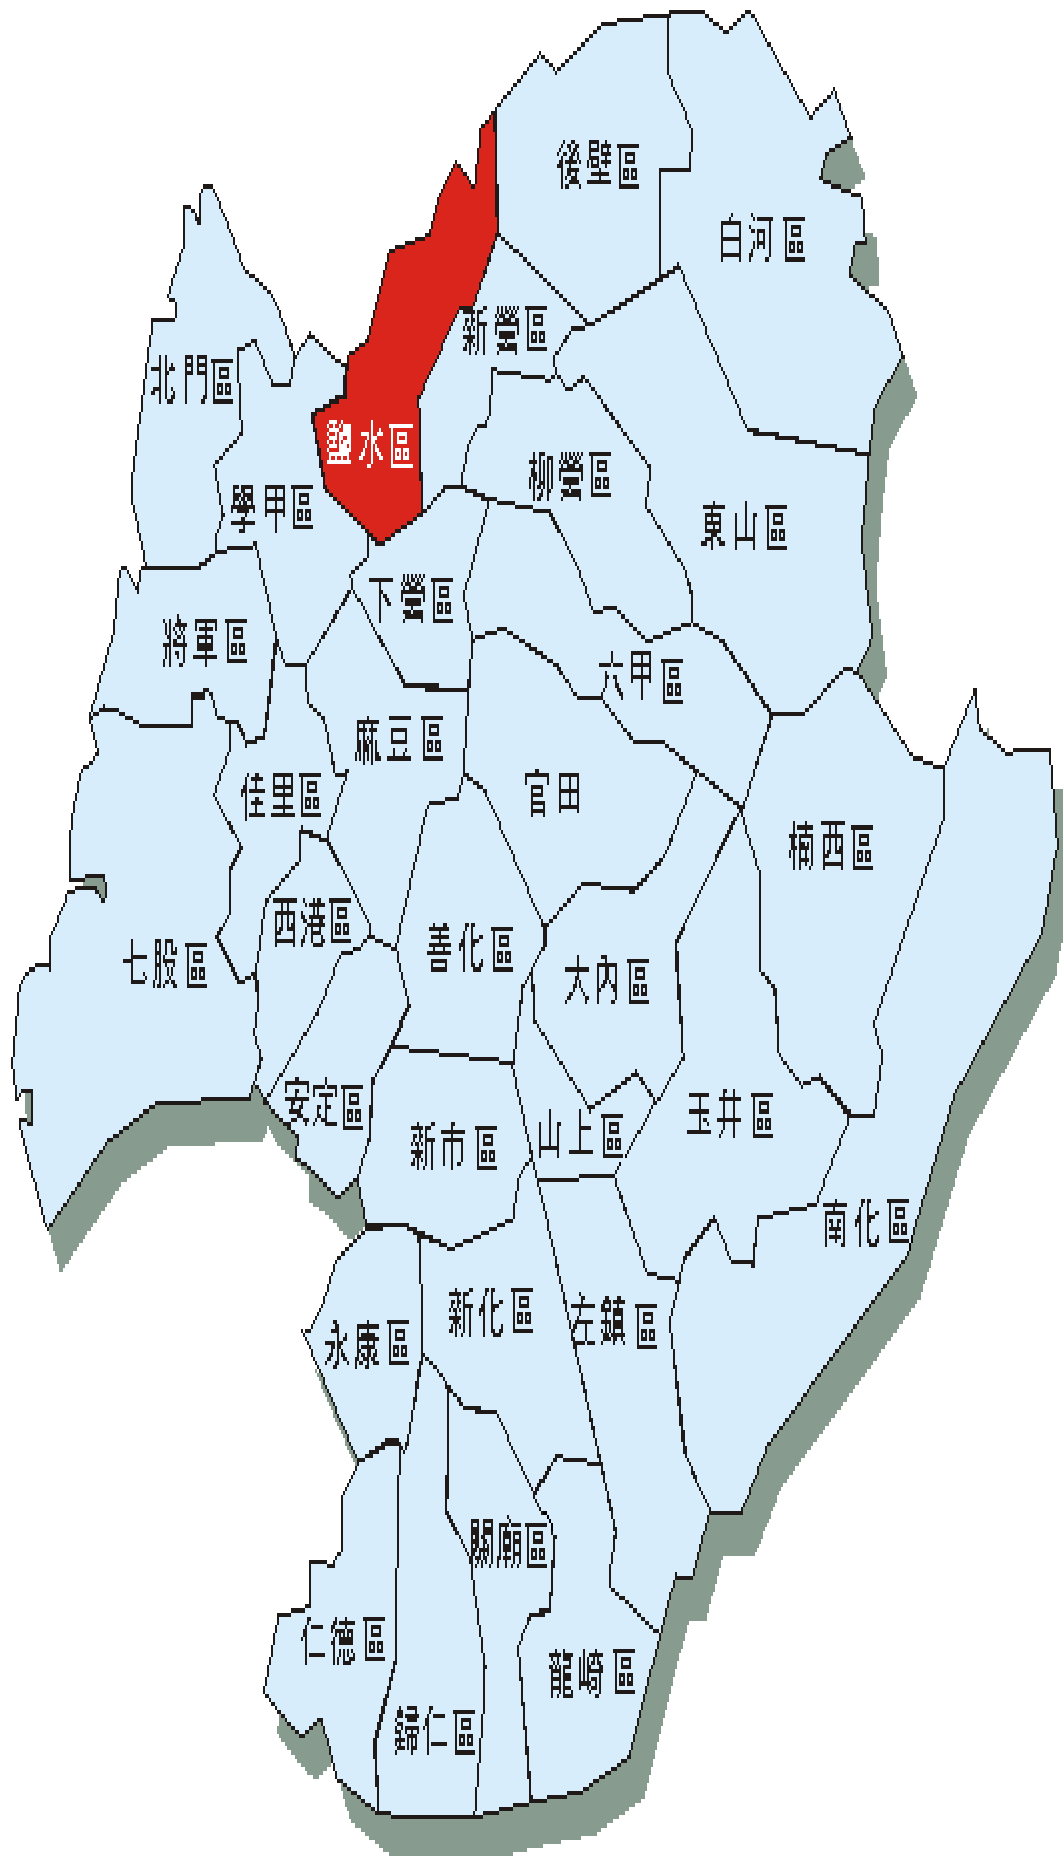 後壁區
白河區
新營區
北門區
鹽水區
柳營區
學甲區
東山區
下營區
將軍區
六甲區
麻豆區
佳里區
官田
楠西區
西港區
善化區
七股區
大內區
安定區
玉井區
山上區
新市區
南化區
新化區
左鎮區
永康區
關廟區
仁德區
龍崎區
歸仁區